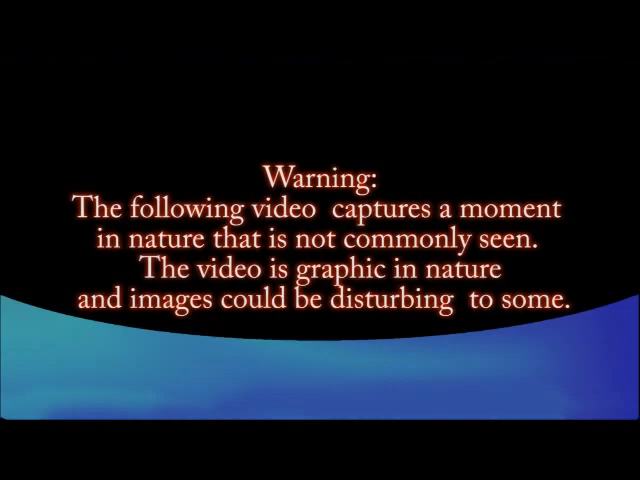 Warning:
The following video captures a moment
in nature that is not commonly seen.
The video is graphic in nature
and images could be disturbing to some.